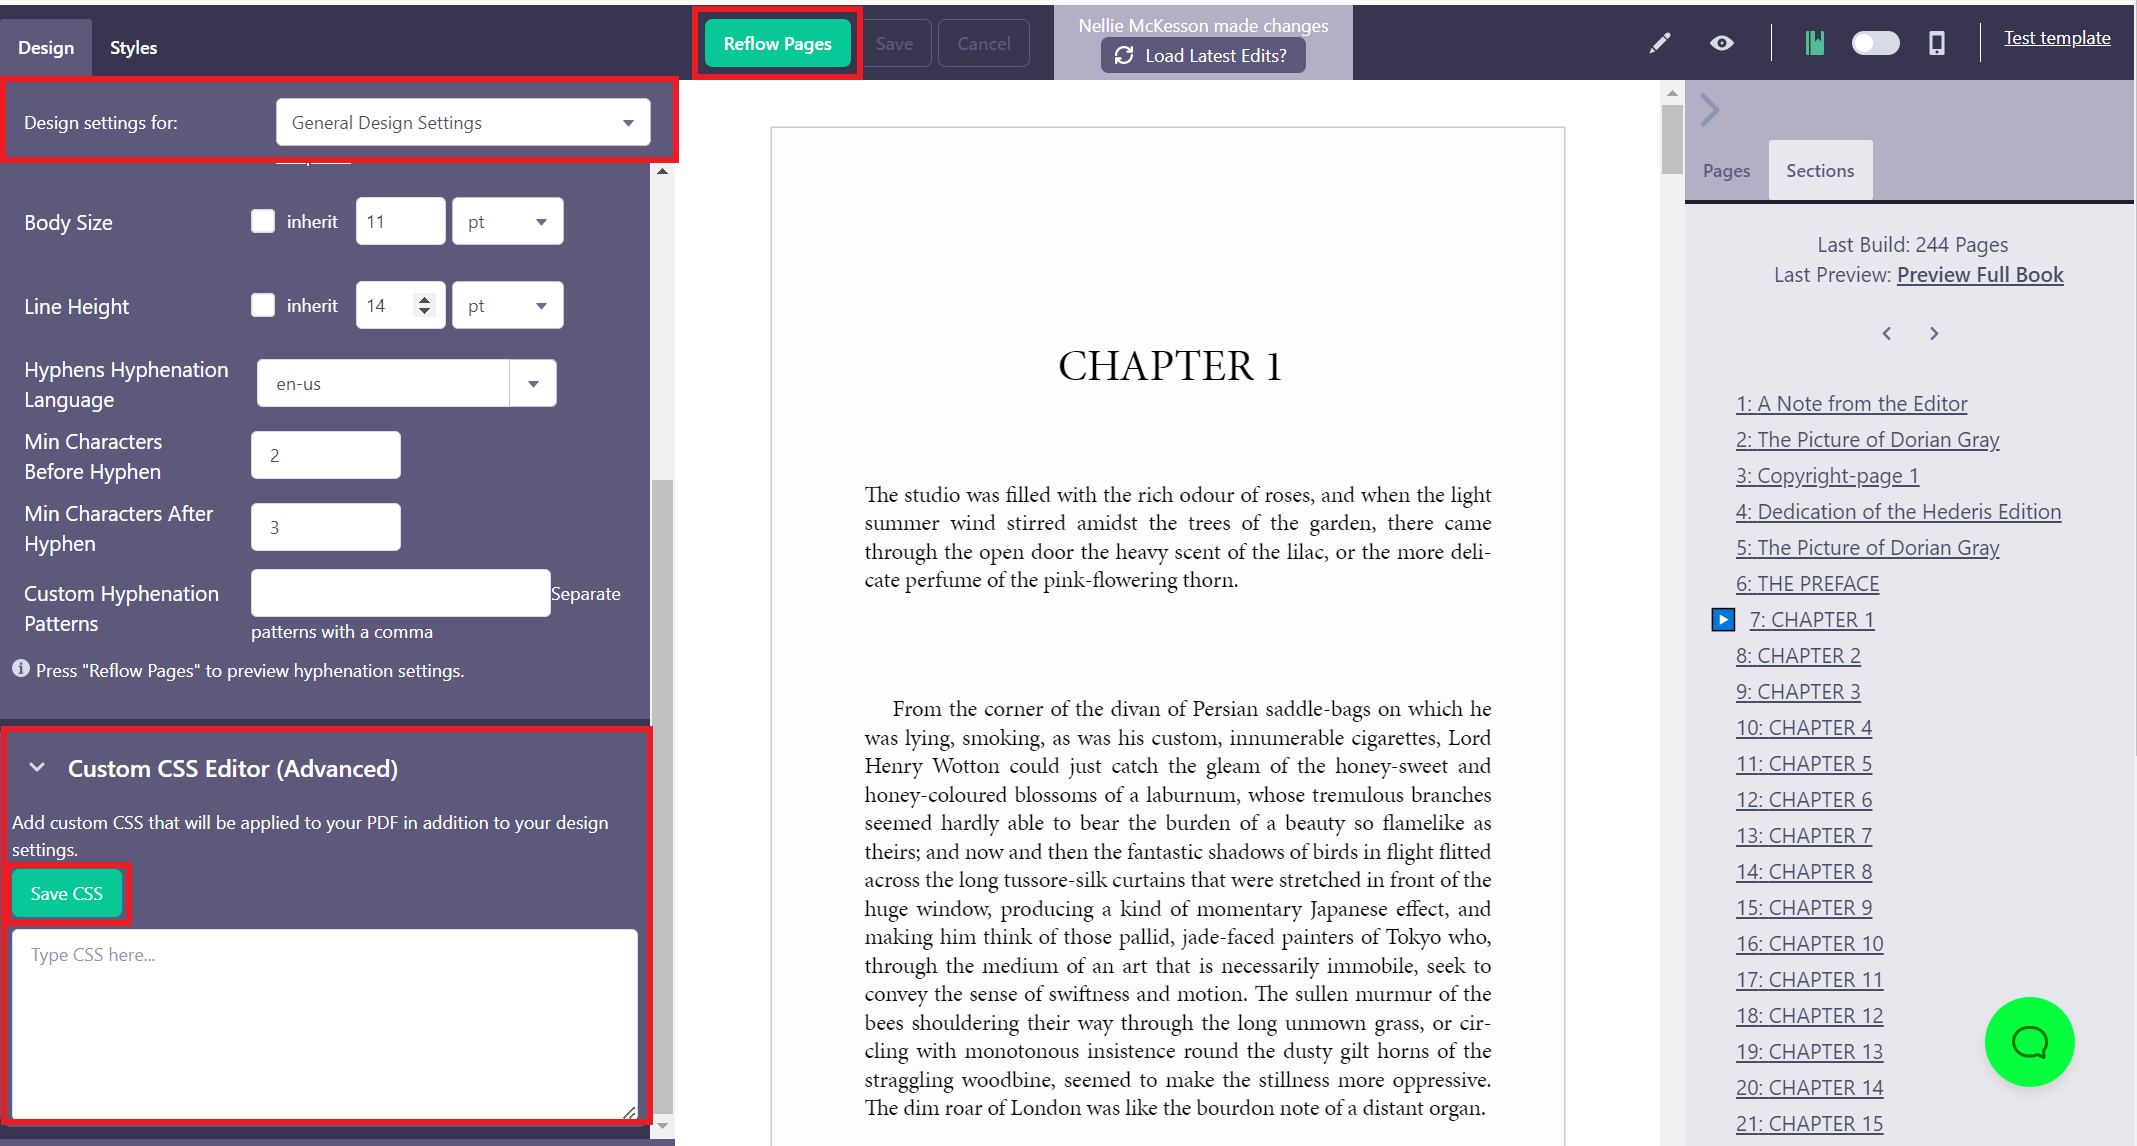 Design
Styles
Reflow Pages
Save
Cancel
Nellie McKesson made changes
Load Latest Edits?
Test template
Design settings for:
General Design Settings
Body Size
inherit
11
pt
Line Height
inherit
14
pt
Hyphens Hyphenation
Language
en-us
Min Characters
Before Hyphen
2
Min Characters After
Hyphen
3
Custom Hyphenation
Patterns
Separate
patterns with a comma
Press "Reflow Pages" to preview hyphenation settings.
Custom CSS Editor (Advanced)
Add custom CSS that will be applied to your PDF in addition to your design
settings.
Save CSS
Type CSS here...
CHAPTER 1
The studio was filled with the rich odour of roses, and when the light
summer wind stirred amidst the trees of the garden, there came
through the open door the heavy scent of the lilac, or the more deli-
cate perfume of the pink-flowering thorn.
From the corner of the divan of Persian saddle-bags on which he
was lying, smoking, as was his custom, innumerable cigarettes, Lord
Henry Wotton could just catch the gleam of the honey-sweet and
honey-coloured blossoms of a laburnum, whose tremulous branches
seemed hardly able to bear the burden of a beauty so flamelike as
theirs; and now and then the fantastic shadows of birds in flight flitted
across the long tussore-silk curtains that were stretched in front of the
huge window, producing a kind of momentary Japanese effect, and
making him think of those pallid, jade-faced painters of Tokyo who,
through the medium of an art that is necessarily immobile, seek to
convey the sense of swiftness and motion. The sullen murmur of the
bees shouldering their way through the long unmown grass, or cir-
cling with monotonous insistence round the dusty gilt horns of the
straggling woodbine, seemed to make the stillness more oppressive.
The dim roar of London was like the bourdon note of a distant organ.
Pages
Sections
Last Build: 244 Pages
Last Preview: Preview Full Book
1: A Note from the Editor
2: The Picture of Dorian Gray
3: Copyright-page 1
4: Dedication of the Hederis Edition
5: The Picture of Dorian Gray
6: THE PREFACE
7: CHAPTER 1
8: CHAPTER 2
9: CHAPTER 3
10: CHAPTER 4
11: CHAPTER 5
12: CHAPTER 6
13: CHAPTER 7
14: CHAPTER 8
15: CHAPTER 9
16: CHAPTER 10
17: CHAPTER 11
18: CHAPTER 12
19: CHAPTER 13
20: CHAPTER 14
21: CHAPTER 15